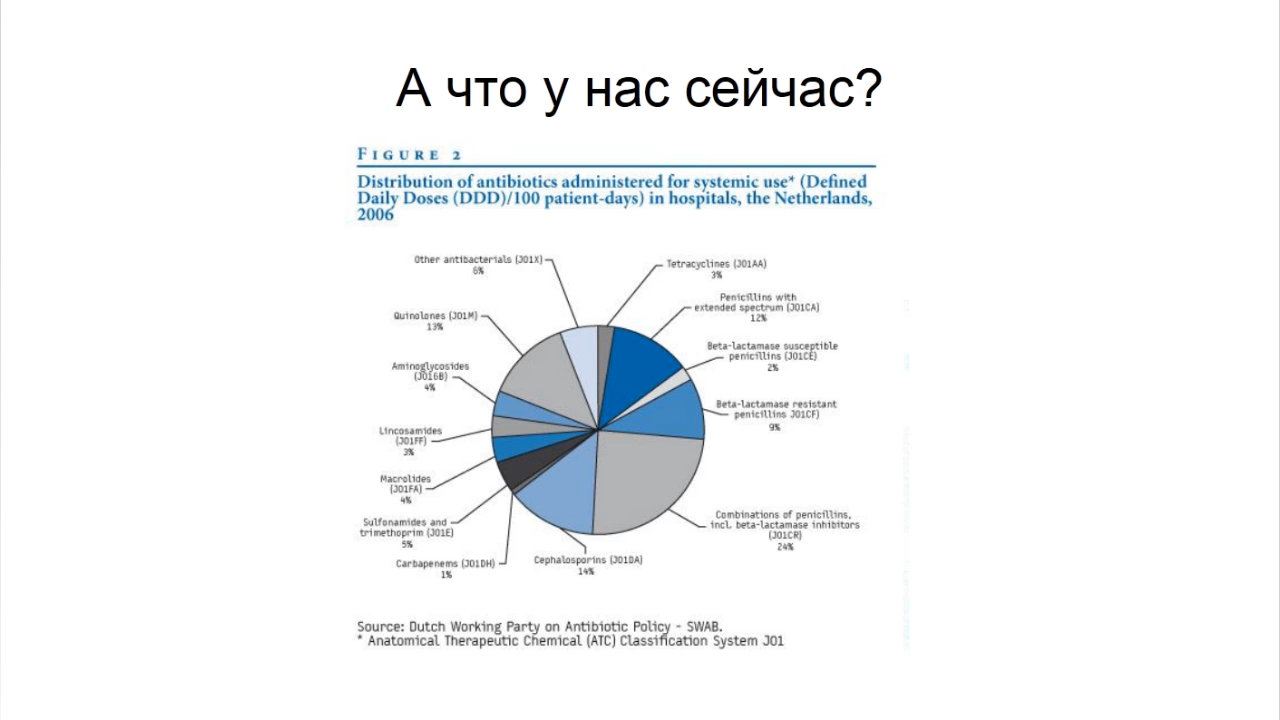 А что у нас сейчас?
FIGURE 2
Distribution of antibiotics administered for systemic use* (Defined
Daily Doses (DDD)/100 patient-days) in hospitals, the Netherlands,
2006
Other antibacterials (J01X)
6%
Tetracyclines (J01AA)
3%
Penicillins with
extended spectrum (J01CA)
12%
Quinolones (J01M)
13%
Beta-lactamase susceptible
penicillins (J01CE)
2%
Aminoglycosides
(J016B)
4%
Beta-lactamase resistant
penicillins J01CF)
9%
Lincosamides
(J01FF)
3%
Macrolides
(J01FA)
4%
Combinations of penicillins,
incl. beta-lactamase inhibitors
(J01CR)
24%
Sulfonamides and
trimethoprim (J01E)
5%
Carbapenems (J01DH)
1%
Cephalosporins (J01DA)
14%
Source: Dutch Working Party on Antibiotic Policy - SWAB.
* Anatomical Therapeutic Chemical (ATC) Classification System J01